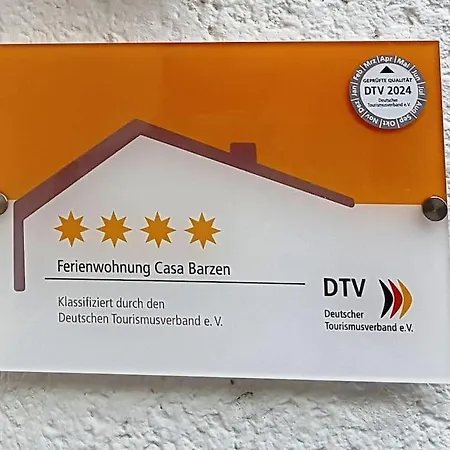 Jan Feb Mrz Apr Mai Jun Jul Aug Sep Okt Nov Dez
GEPRÜFTE QUALITÄT
DTV 2024
Deutscher
Tourismusverband e.V.
Ferienwohnung Casa Barzen
Klassifiziert durch den
Deutschen Tourismusverband e. V.
DTV
Deutscher
Tourismusverband e.V.